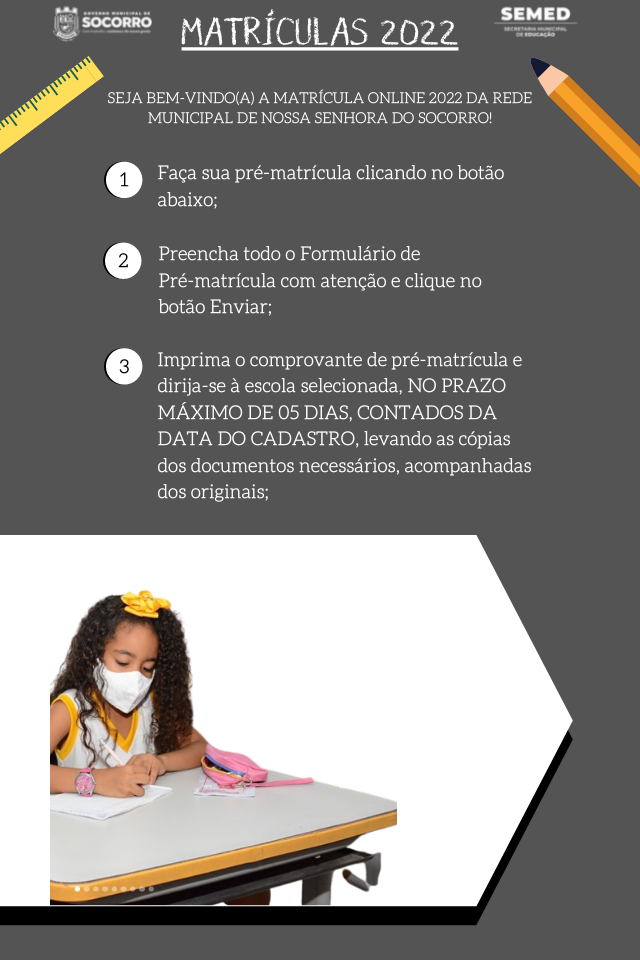 GOVERNO MUNICIPAL DE
SOCORRO
MATRÍCULAS 2022
SEMED
SECRETARIA MUNICIPAL
DE EDUCAÇÃO
SEJA BEM-VINDO(A) A MATRÍCULA ONLINE 2022 DA REDE
MUNICIPAL DE NOSSA SENHORA DO SOCORRO!
1
Faça sua pré-matrícula clicando no botão
abaixo;
2
Preencha todo o Formulário de
Pré-matrícula com atenção e clique no
botão Enviar;
3
Imprima o comprovante de pré-matrícula e
dirija-se à escola selecionada, NO PRAZO
MÁXIMO DE 05 DIAS, CONTADOS DA
DATA DO CADASTRO, levando as cópias
dos documentos necessários, acompanhadas
dos originais;